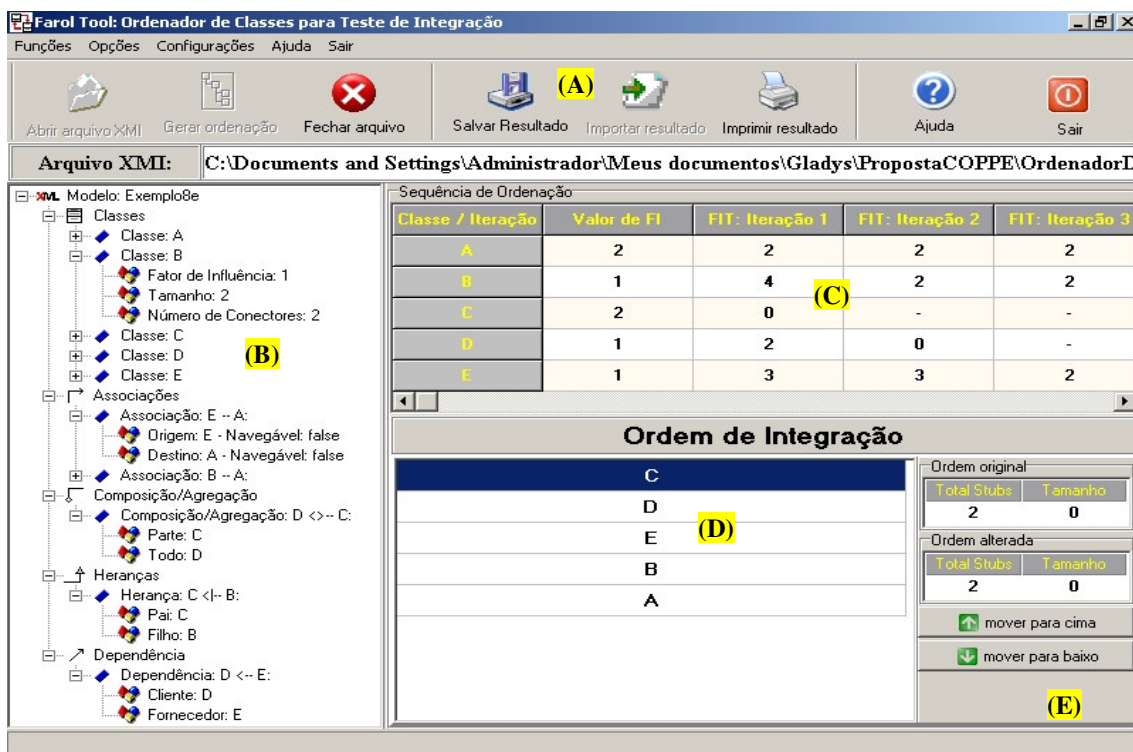 Farol Tool: Ordenador de Classes para Teste de Integração
Funções Opções Configurações Ajuda Sair
(A)
Abrir arquivo XMI Gerar ordenação Fechar arquivo Salvar Resultado Importar resultado Imprimir resultado Ajuda Sair
Arquivo XMI: C:\Documents and Settings\Administrador\Meus documentos\Gladys\PropostaCOPPE\OrdenadorD
XML Modelo: Exemplo8e
Classes
Classe: A
Classe: B
Fator de Influência: 1
Tamanho: 2
Número de Conectores: 2
Classe: C
Classe: D
Classe: E
(B)
Associações
Associação: E -- A:
Origem: E - Navegável: false
Destino: A - Navegável: false
Associação: B -- A:
Composição/Agregação
Composição/Agregação: D <>-- C:
Parte: C
Todo: D
Heranças
Herança: C <|-- B:
Pai: C
Filho: B
Dependência
Dependência: D <-- E:
Cliente: D
Fornecedor: E
Sequência de Ordenação
Classe / Iteração Valor de FI FIT: Iteração 1 FIT: Iteração 2 FIT: Iteração 3
A 2 2 2 2
B 1 4 2 2
(C)
C 2 0 - -
D 1 2 0 -
E 1 3 3 2
Ordem de Integração
C
D
E
B
A
(D)
Ordem original
Total Stubs Tamanho
2 0
Ordem alterada
Total Stubs Tamanho
2 0
mover para cima
mover para baixo
(E)